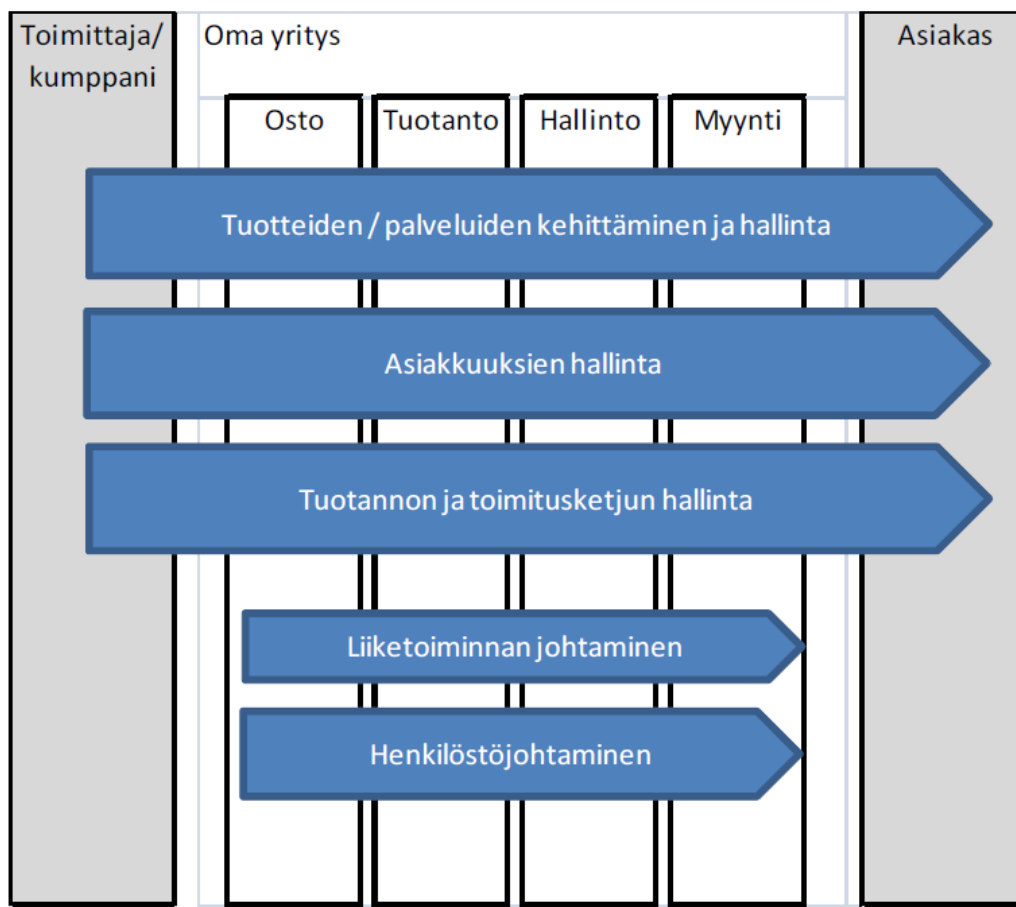 Toimittaja/
kumppani
Oma yritys
Asiakas
Osto
Tuotanto
Hallinto
Myynti
Tuotteiden / palveluiden kehittäminen ja hallinta
Asiakkuuksien hallinta
Tuotannon ja toimitusketjun hallinta
Liiketoiminnan johtaminen
Henkilöstöjohtaminen